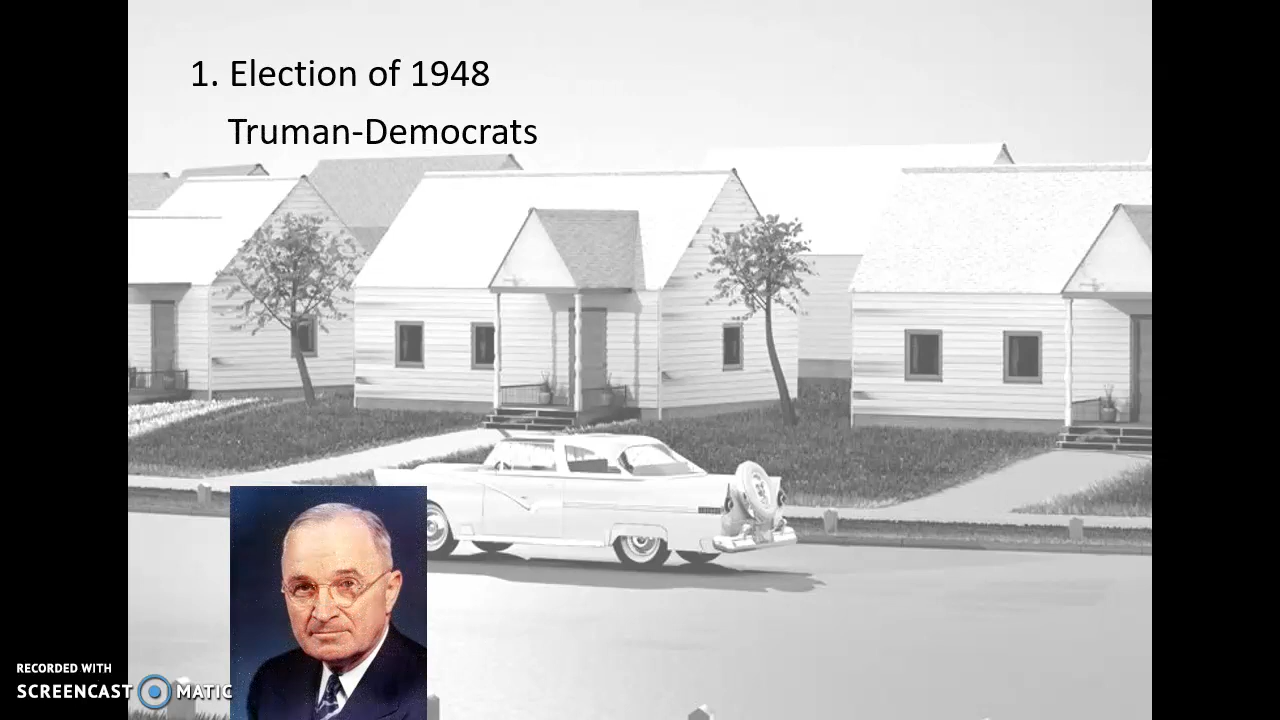 1. Election of 1948
Truman-Democrats
RECORDED WITH
SCREENCAST MATIC